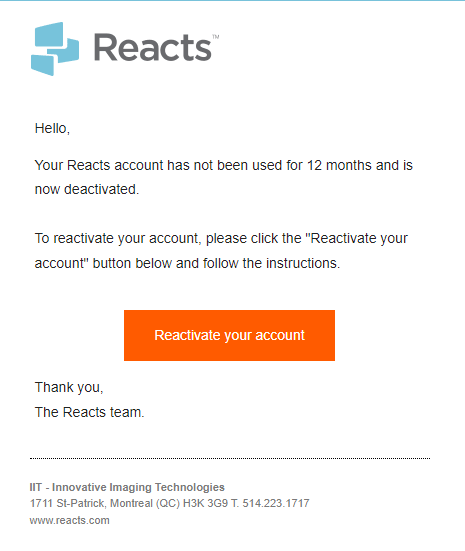 Reacts™
Hello,
Your Reacts account has not been used for 12 months and is
now deactivated.
To reactivate your account, please click the "Reactivate your
account" button below and follow the instructions.
Reactivate your account
Thank you,
The Reacts team.
IIT - Innovative Imaging Technologies
1711 St-Patrick, Montreal (QC) H3K 3G9 T. 514.223.1717
www.reacts.com